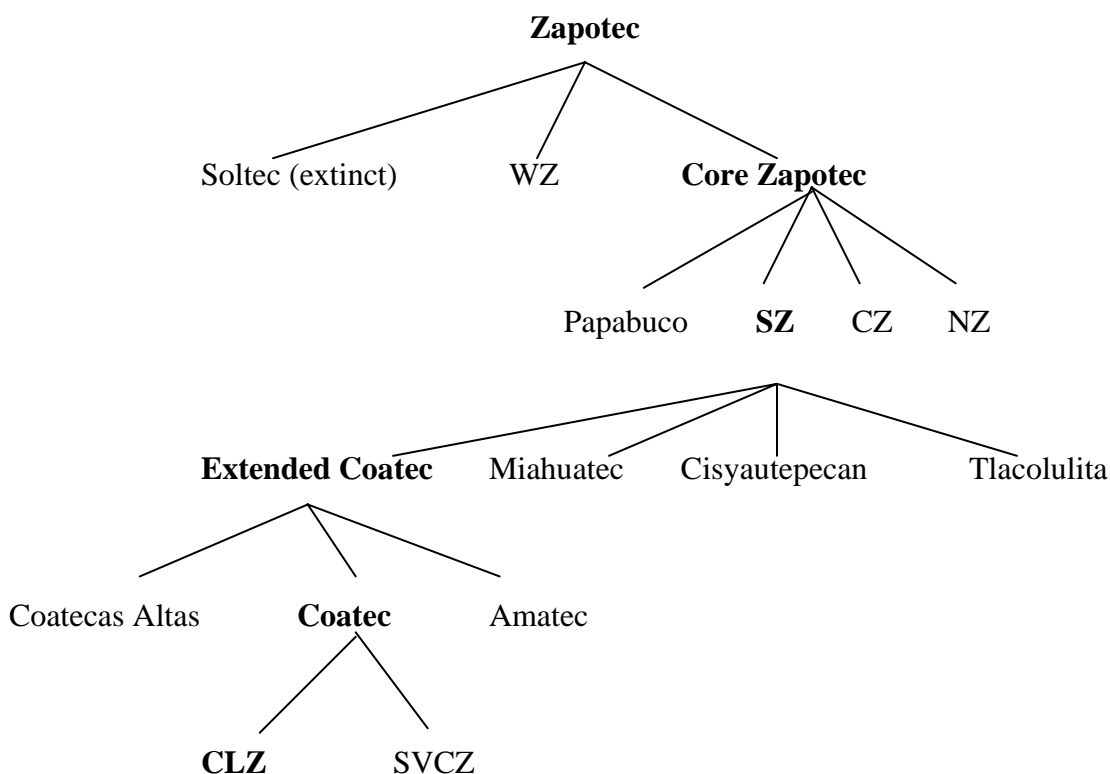 Zapotec
Soltec (extinct) WZ Core Zapotec
Papabuco SZ CZ NZ
Extended Coatec Miahuatec Cisyautepecan Tlacolulita
Coatecas Altas Coatec Amatec
CLZ SVCZ